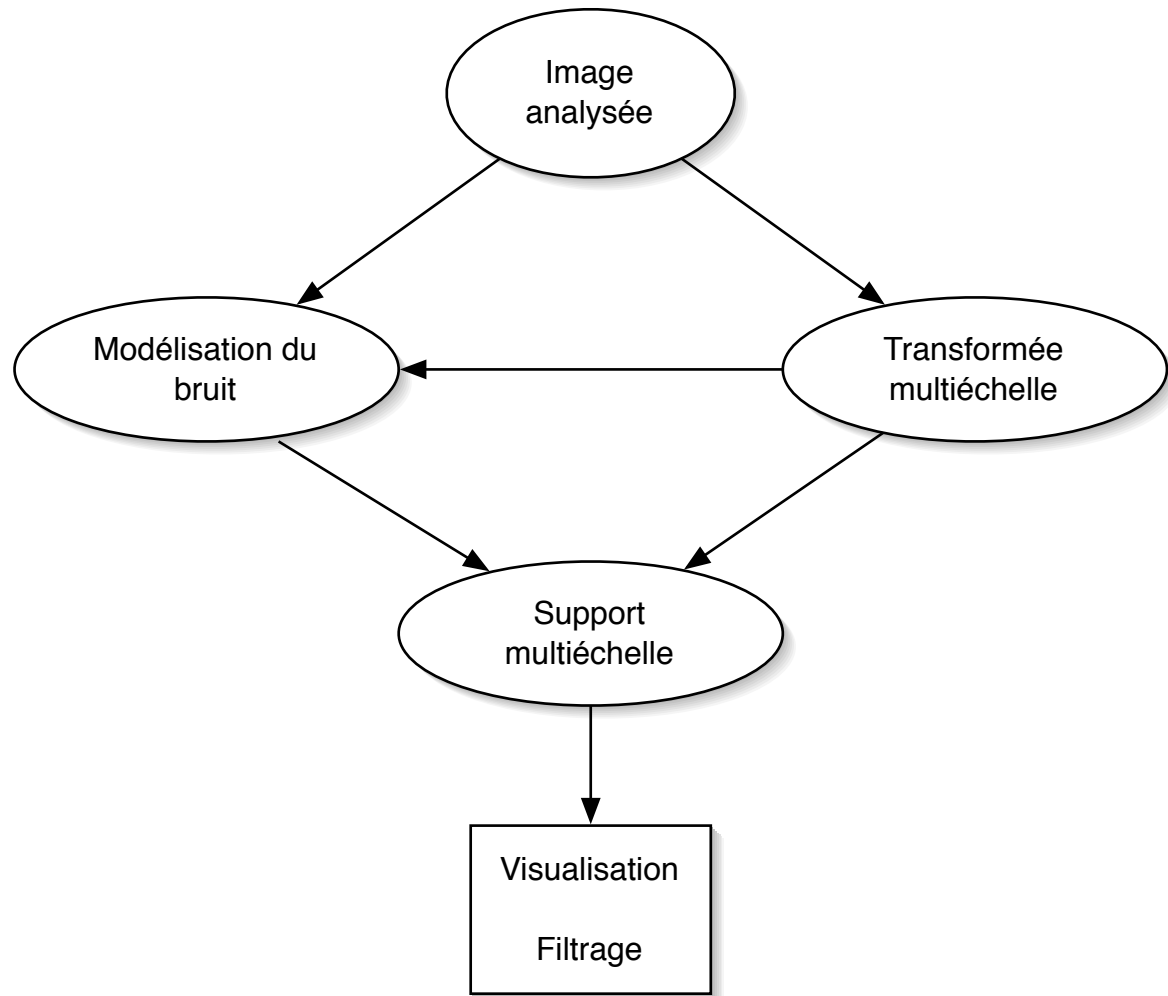 Image
analysée
Modélisation du
bruit
Transformée
multiéchelle
Support
multiéchelle
Visualisation
Filtrage